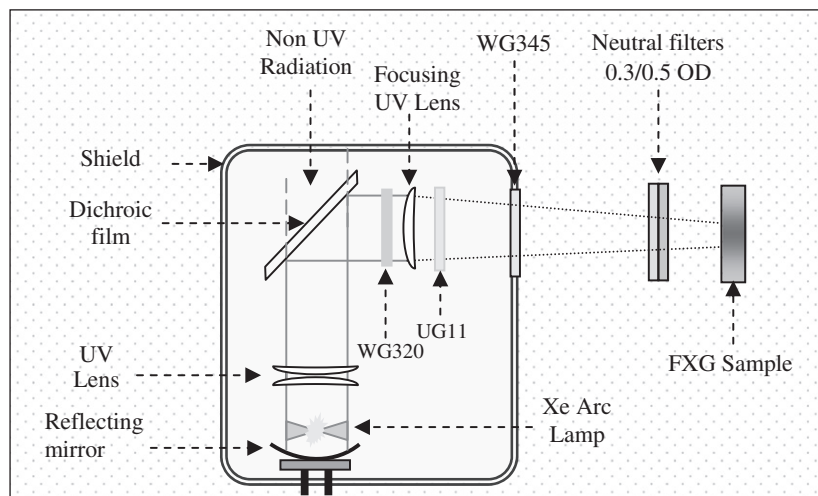 Non UV
Radiation
Focusing
UV Lens
WG345
Neutral filters
0.3/0.5 OD
Shield
Dichroic
film
WG320
UG11
FXG Sample
UV
Lens
Reflecting
mirror
Xe Arc
Lamp